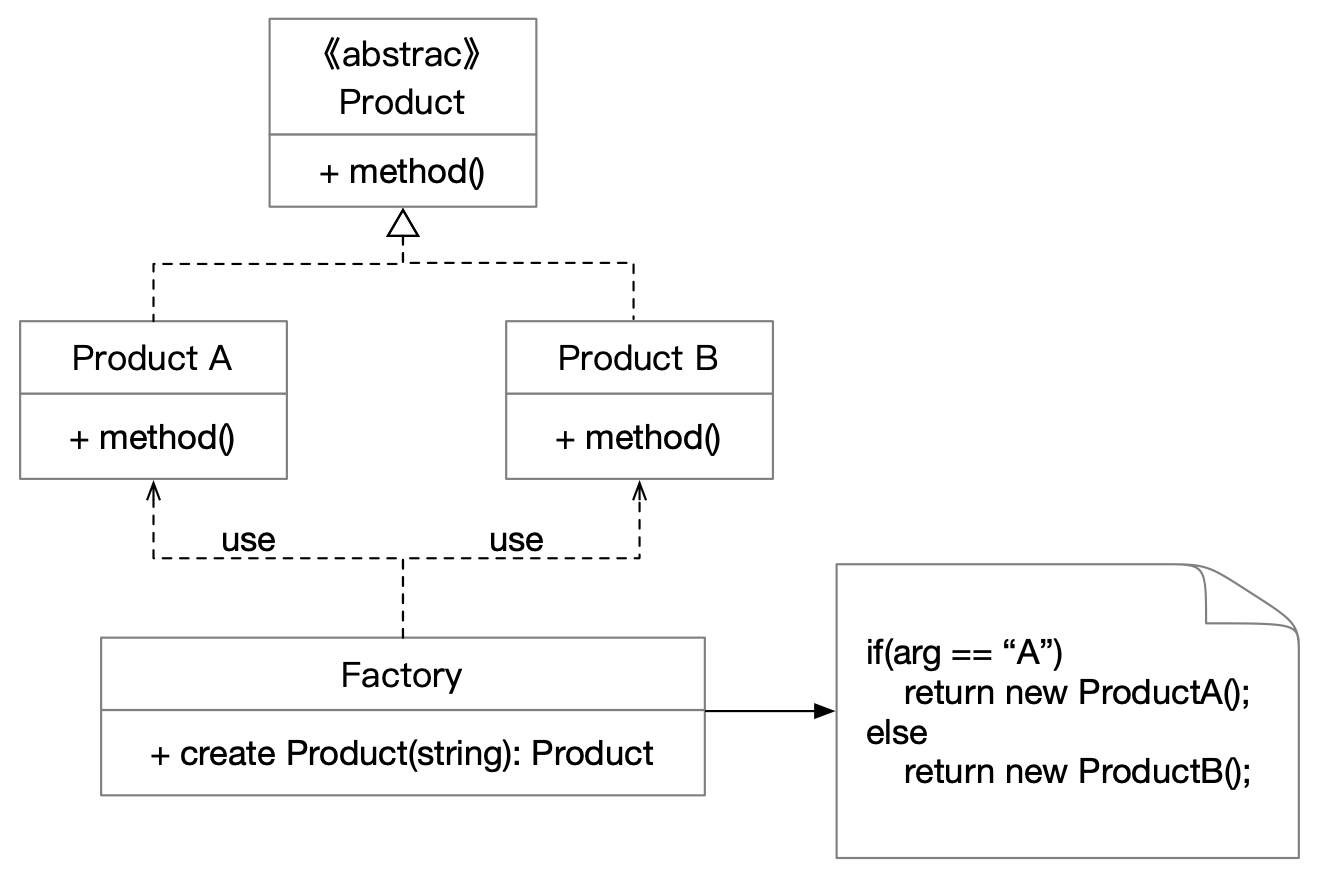 《abstrac》
Product
+ method()
Product A
+ method()
Product B
+ method()
use
use
Factory
+ create Product(string): Product
if(arg == “A”)
return new ProductA();
else
return new ProductB();